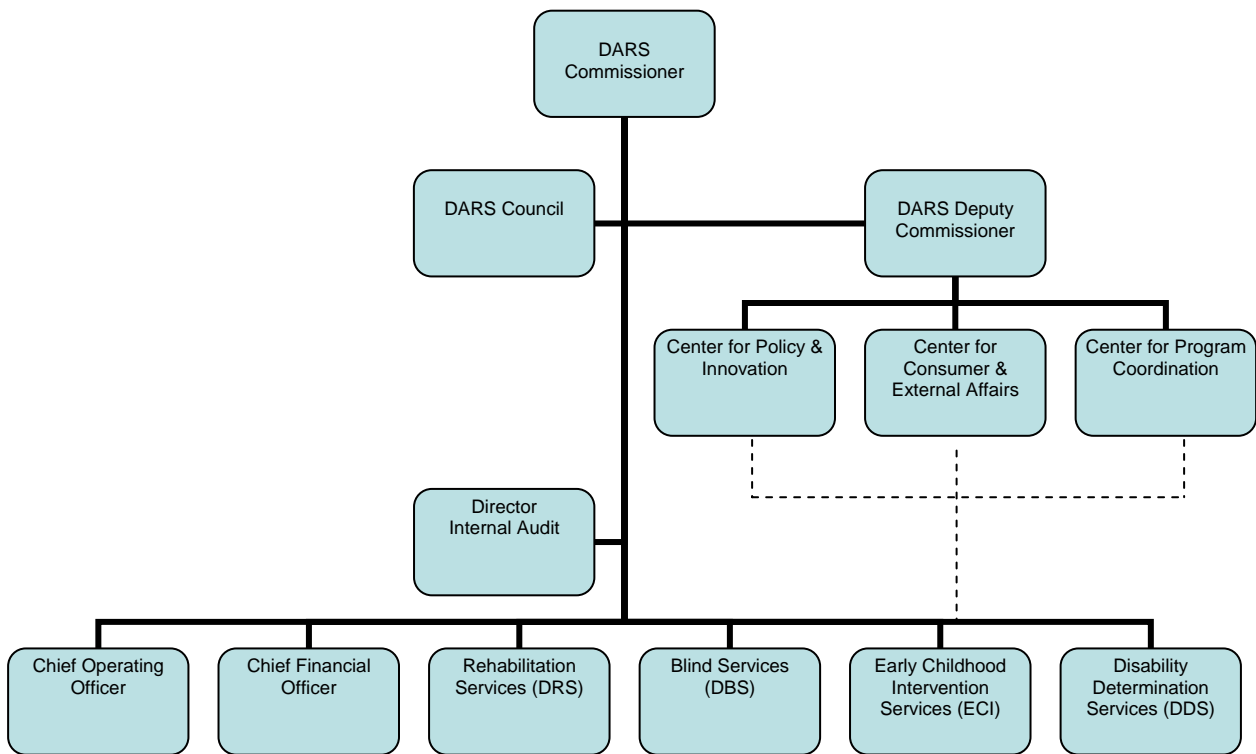 DARS
Commissioner
DARS Council
DARS Deputy
Commissioner
Center for Policy &
Innovation
Center for
Consumer &
External Affairs
Center for Program
Coordination
Director
Internal Audit
Chief Operating
Officer
Chief Financial
Officer
Rehabilitation
Services (DRS)
Blind Services
(DBS)
Early Childhood
Intervention
Services (ECI)
Disability
Determination
Services (DDS)